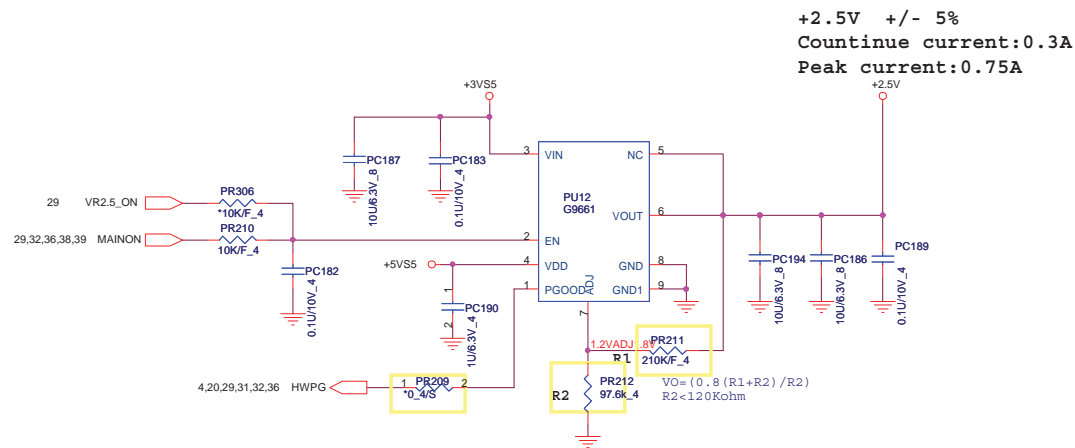 +2.5V +/- 5%
Countinue current:0.3A
Peak current:0.75A
+3VS5
+2.5V
3 VIN
NC 5
PC187
10U/6.3V_8
PC183
0.1U/10V_4
PU12
G9661
29 VR2.5_ON
PR306
*10K/F_4
VOUT 6
29,32,36,38,39 MAINON
PR210
10K/F_4
2 EN
PC182
0.1U/10V_4
+5VS5
4 VDD
GND 8
1 PGOOD
GND1 9
ADJ
7
PC194
10U/6.3V_8
PC186
10U/6.3V_8
PC189
0.1U/10V_4
1
PC190
2
1U/6.3V_4
1.2VADJ1.8V
R1
PR211
210K/F_4
4,20,29,31,36 HWPG
1 PR209 2
*0_4/S
R2
PR212
97.6k_4
VO=(0.8(R1+R2)/R2)
R2<120Kohm